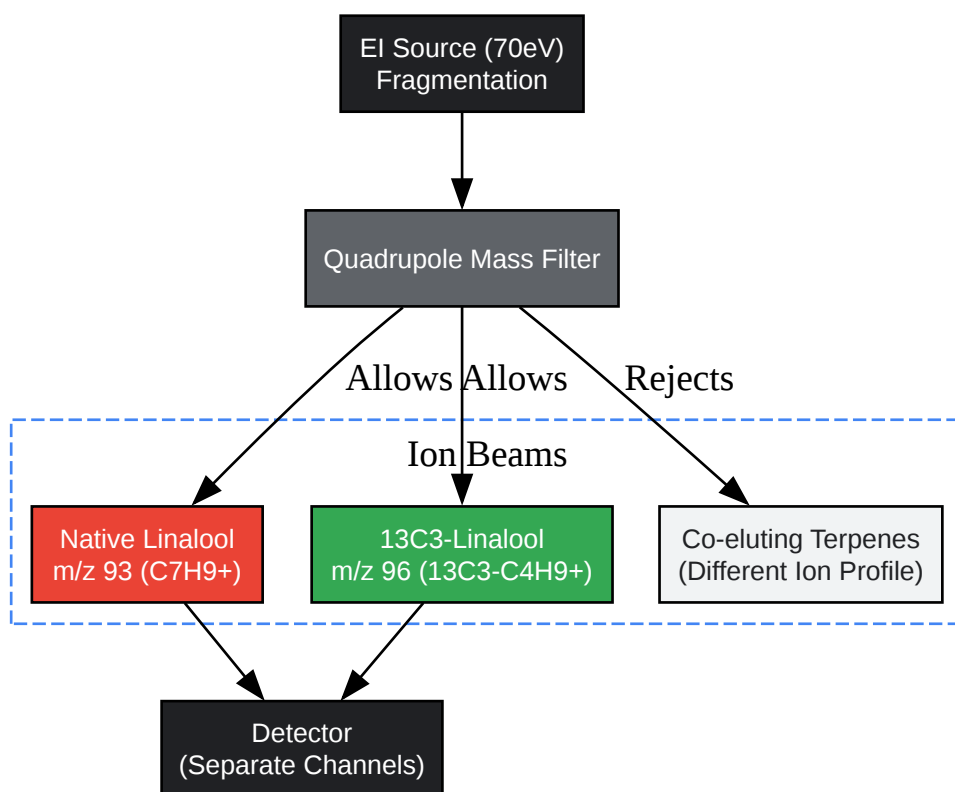 EI Source (70eV)
Fragmentation
Quadrupole Mass Filter
Allows Allows Rejects
Ion Beams
Native Linalool
m/z 93 (C7H9+)
13C3-Linalool
m/z 96 (13C3-C4H9+)
Co-eluting Terpenes
(Different Ion Profile)
Detector
(Separate Channels)